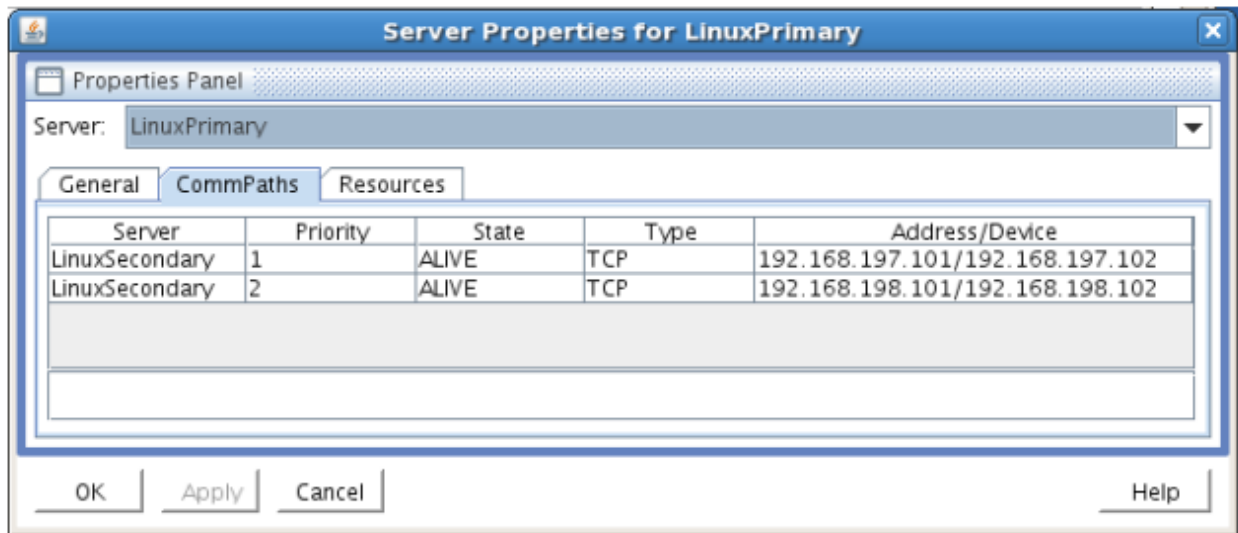 Server Properties for LinuxPrimary
Properties Panel
Server: LinuxPrimary
General CommPaths Resources
Server Priority State Type Address/Device
LinuxSecondary 1 ALIVE TCP 192.168.197.101/192.168.197.102
LinuxSecondary 2 ALIVE TCP 192.168.198.101/192.168.198.102
OK Apply Cancel Help